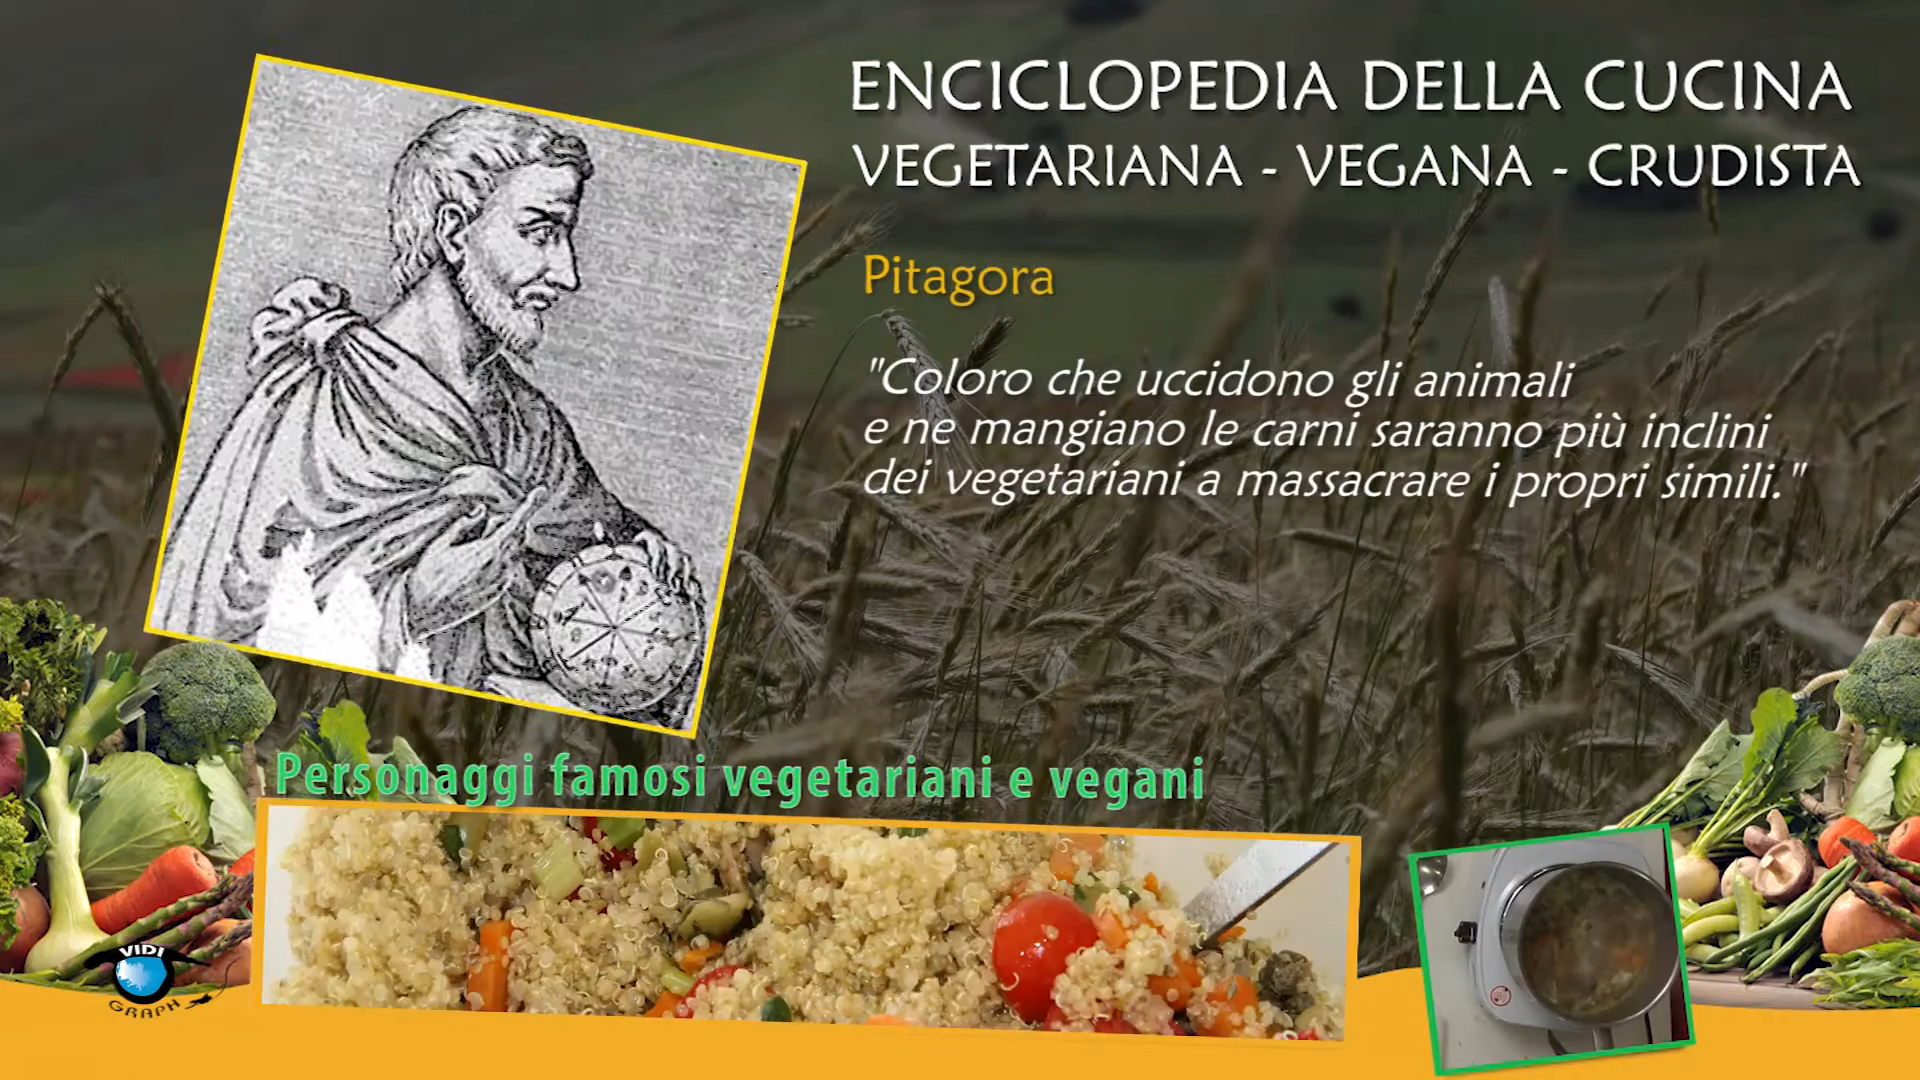 ENCICLOPEDIA DELLA CUCINA
VEGETARIANA - VEGANA - CRUDISTA
Pitagora
"Coloro che uccidono gli animali
e ne mangiano le carni saranno più inclini
dei vegetariani a massacrare i propri simili."
Personaggi famosi vegetariani e vegani
VIDI
GRAPH